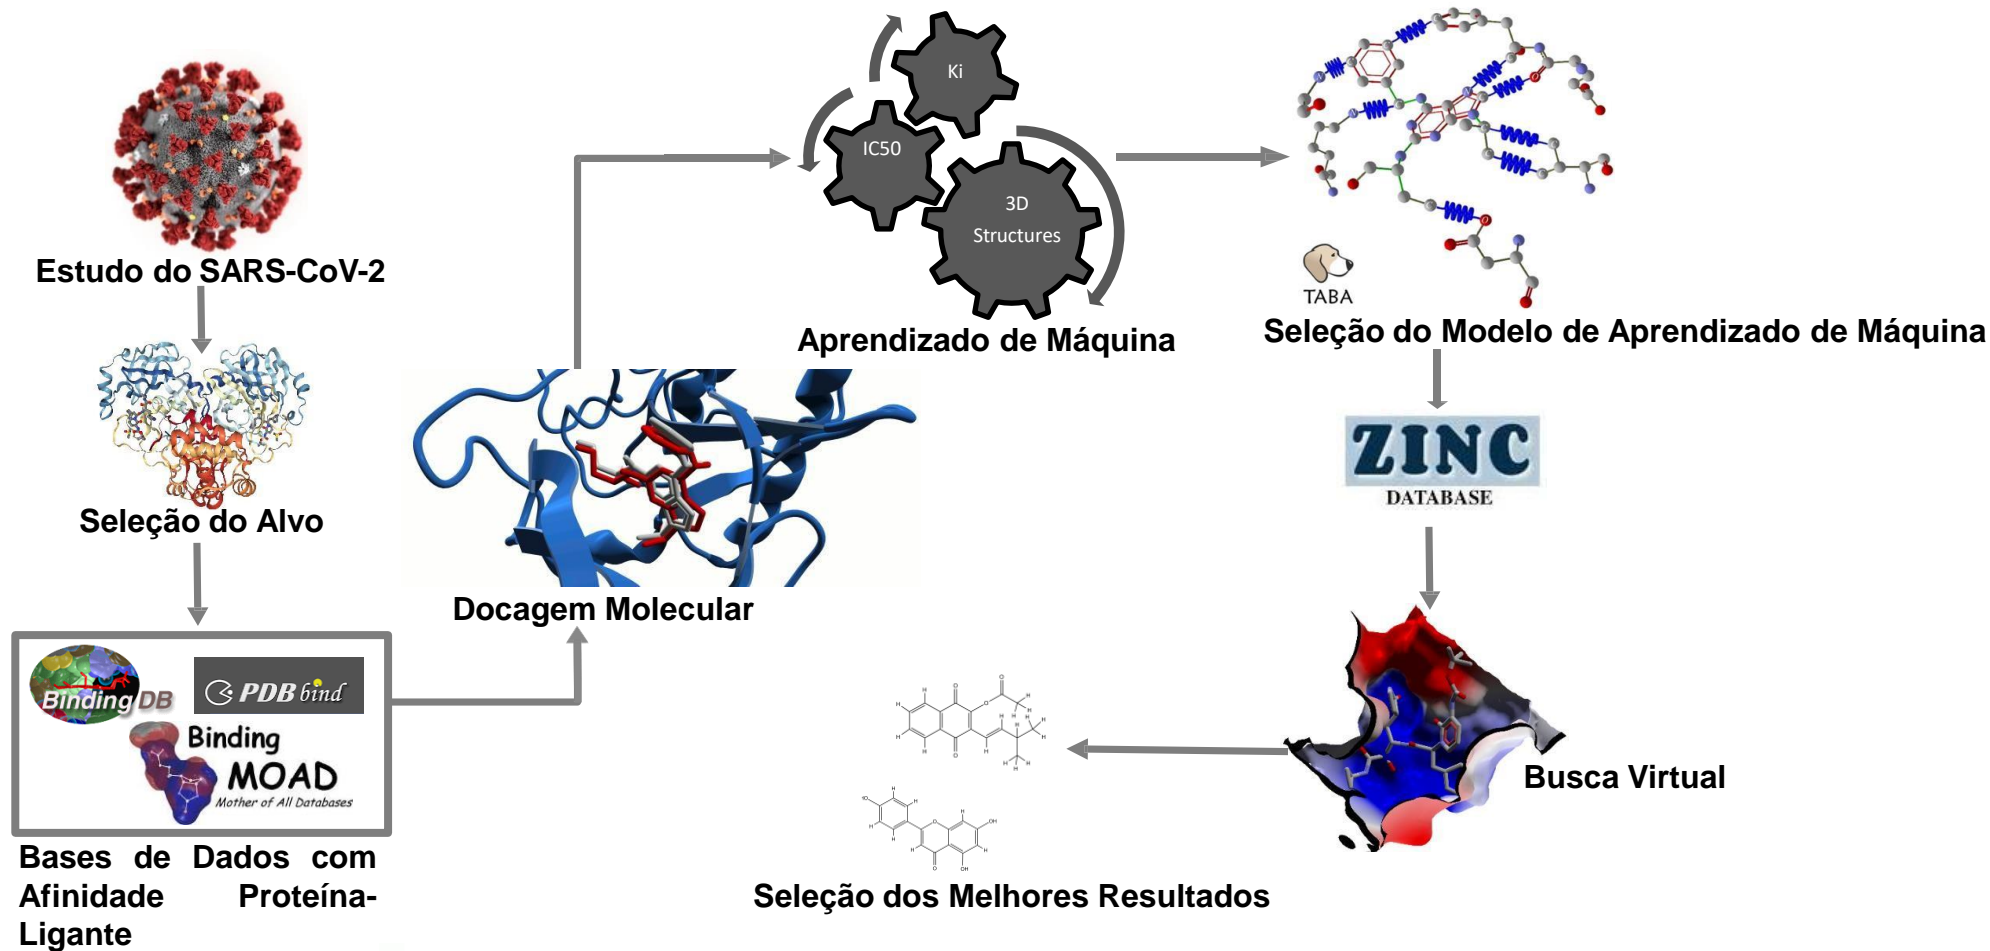 Estudo do SARS-CoV-2
Seleção do Alvo
BindingDB
PDBbind
Binding
MOAD
Mother of All Databases
Bases de Dados com
Afinidade Proteína-
Ligante
Docagem Molecular
Ki
IC50
3D
Structures
Aprendizado de Máquina
TABA
Seleção do Modelo de Aprendizado de Máquina
ZINC
DATABASE
Busca Virtual
Seleção dos Melhores Resultados